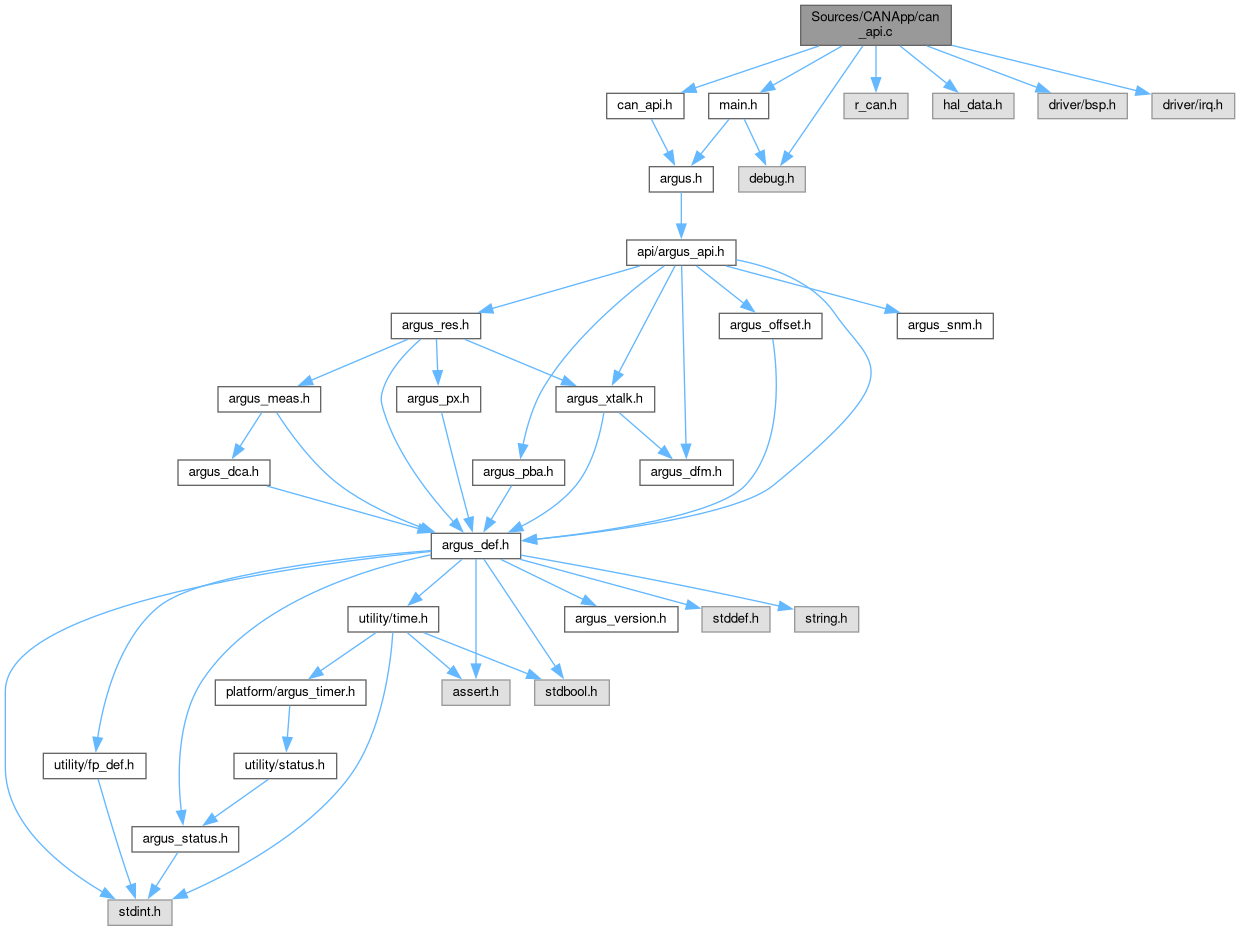 Sources/CANApp/can
_api.c
can_api.h
main.h
r_can.h
hal_data.h
driver/bsp.h
driver/irq.h
argus.h
debug.h
api/argus_api.h
argus_res.h
argus_offset.h
argus_snm.h
argus_meas.h
argus_px.h
argus_xtalk.h
argus_dca.h
argus_pba.h
argus_dfm.h
argus_def.h
utility/time.h
argus_version.h
stddef.h
string.h
platform/argus_timer.h
assert.h
stdbool.h
utility/fp_def.h
utility/status.h
argus_status.h
stdint.h